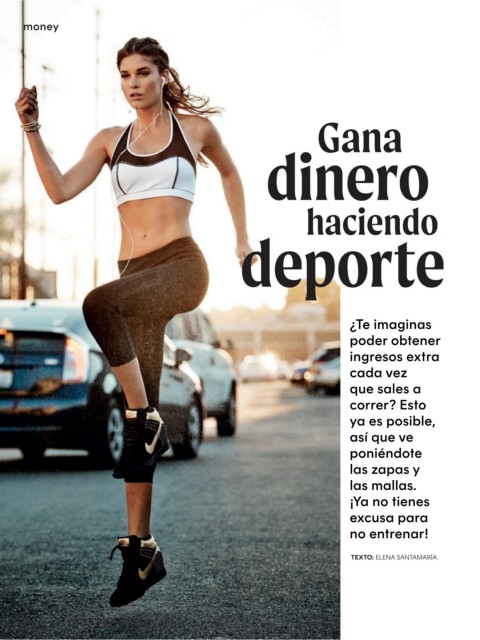 money
Gana
dinero
haciendo
deporte
¿Te imaginas
poder obtener
ingresos extra
cada vez
que sales a
correr? Esto
ya es posible,
así que ve
poniéndote
las zapas y
las mallas.
¡Ya no tienes
excusa para
no entrenar!
TEXTO: ELENA SANTAMARÍA.